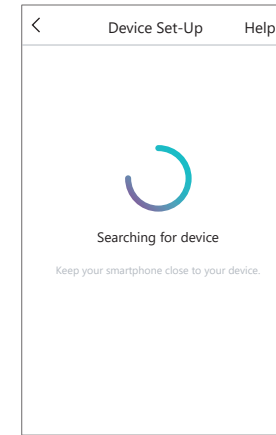 Device Set-Up Help
Searching for device
Keep your smartphone close to your device.